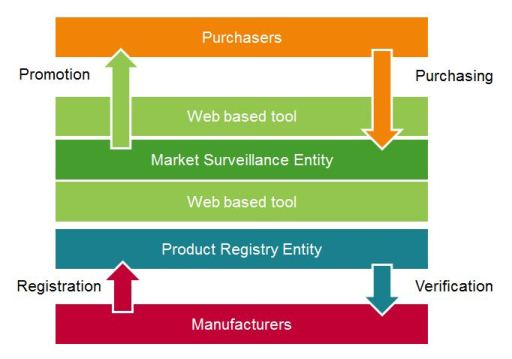 Purchasers
Promotion
Purchasing
Web based tool
Market Surveillance Entity
Web based tool
Product Registry Entity
Registration
Verification
Manufacturers